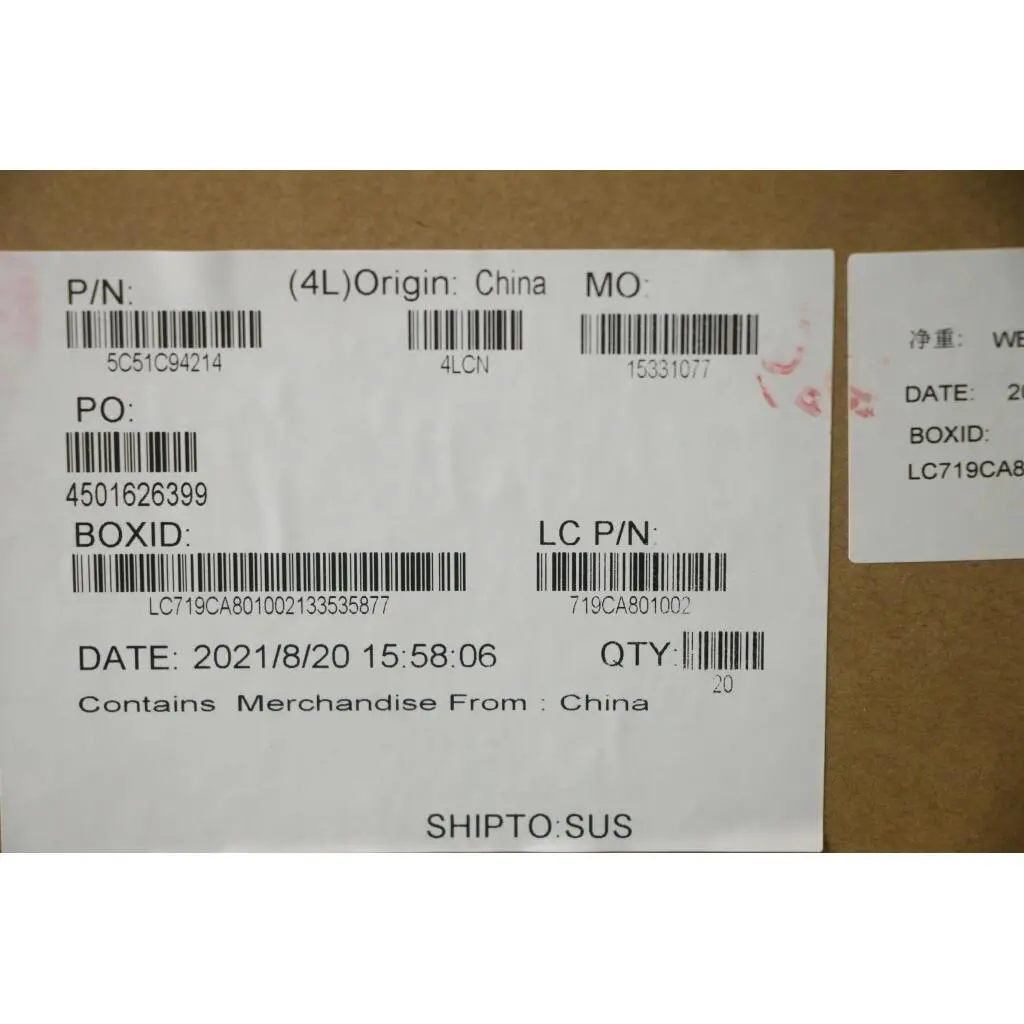 P/N: (4L)Origin: China MO:
5C51C94214 4LCN 15331077
PO:
4501626399
BOXID: LC P/N:
LC719CA801002133535877 719CA801002
DATE: 2021/8/20 15:58:06 QTY:
20
Contains Merchandise From : China
SHIPTO:SUS
净重:
DATE:
BOXID:
LC719CA8